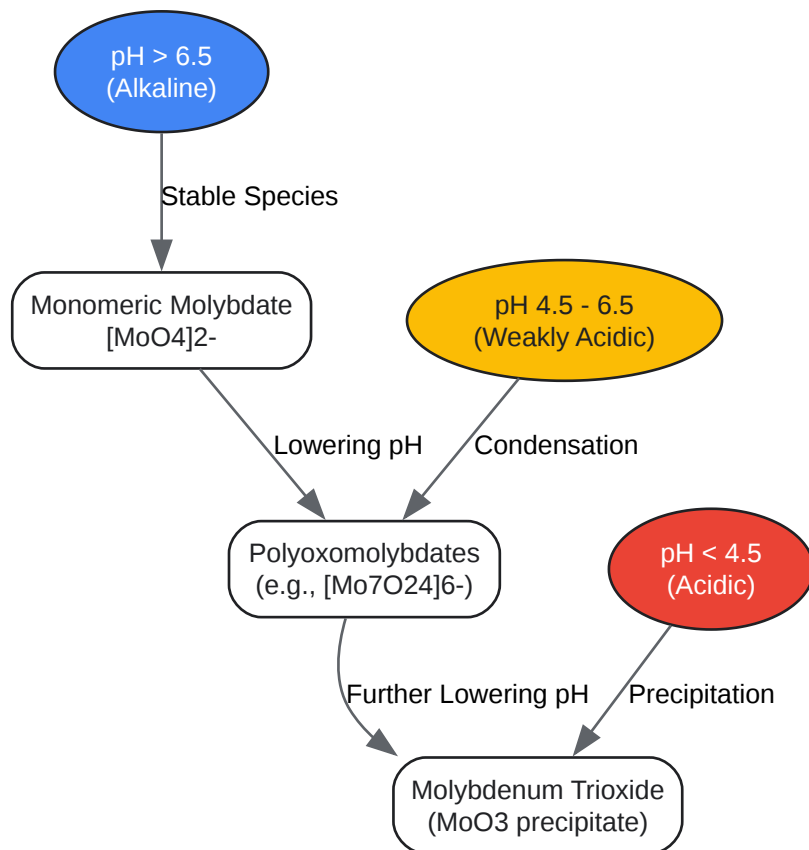 pH > 6.5
(Alkaline)
Stable Species
Monomeric Molybdate
[MoO4]2-
pH 4.5 - 6.5
(Weakly Acidic)
Lowering pH
Condensation
Polyoxomolybdates
(e.g., [Mo7O24]6-)
pH < 4.5
(Acidic)
Further Lowering pH
Precipitation
Molybdenum Trioxide
(MoO3 precipitate)